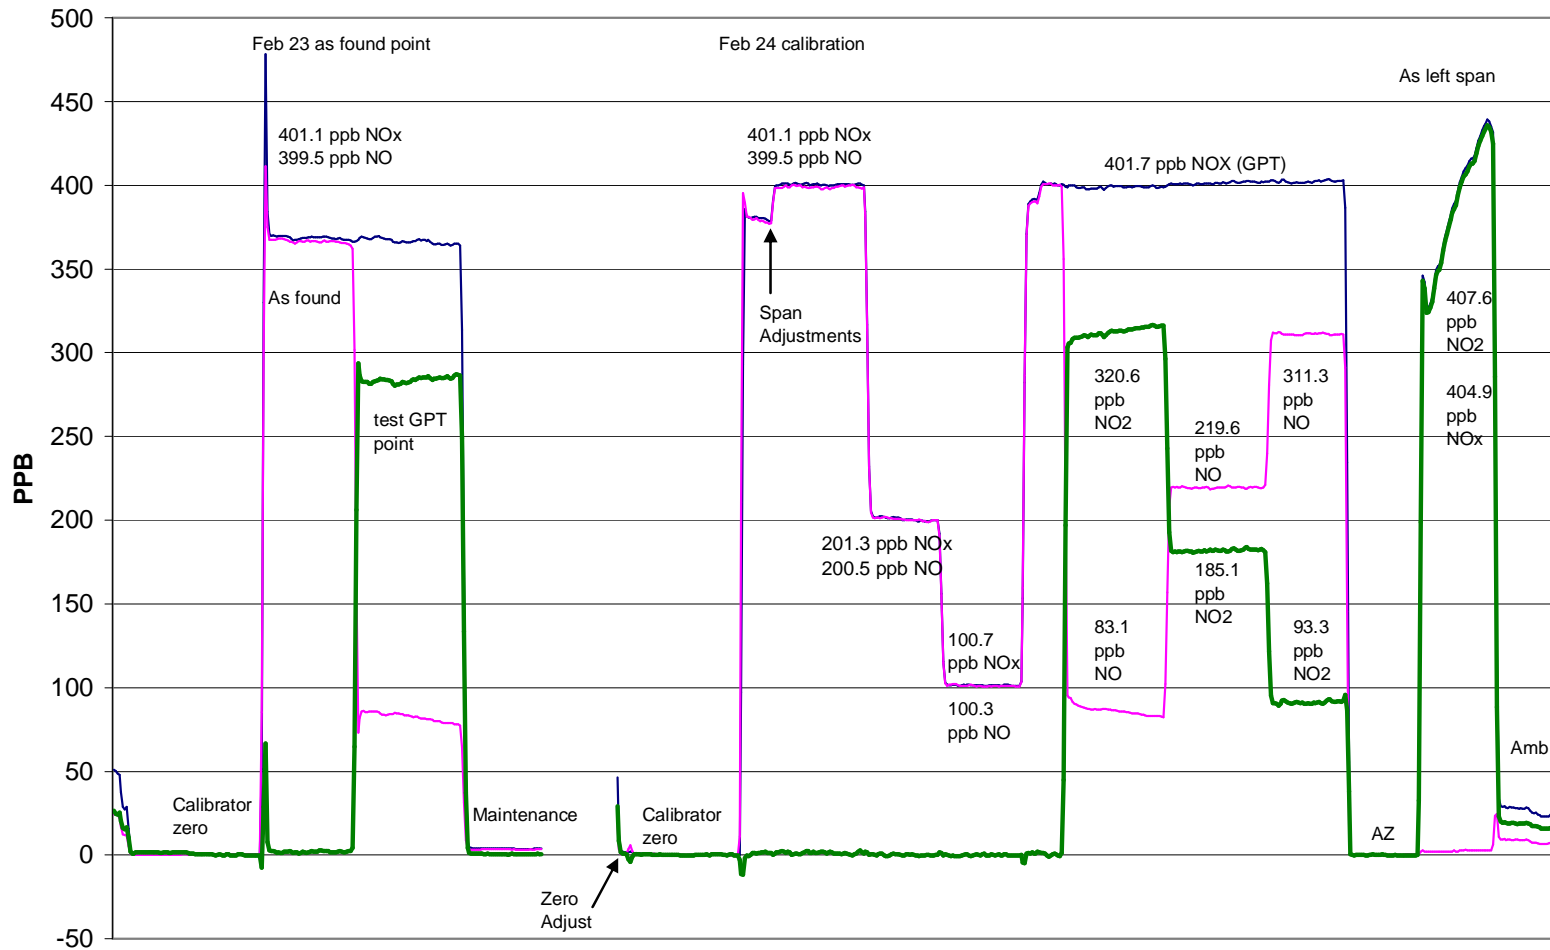 500
450
400
350
300
250
200
150
100
50
0
-50
PPB
Feb 23 as found point
Feb 24 calibration
As left span
401.1 ppb NOx
399.5 ppb NO
As found
test GPT
point
Calibrator
zero
Maintenance
Zero
Adjust
Calibrator
zero
401.1 ppb NOx
399.5 ppb NO
Span
Adjustments
201.3 ppb NOx
200.5 ppb NO
100.7
ppb NOx
100.3
ppb NO
401.7 ppb NOX (GPT)
320.6
ppb
NO2
83.1
ppb
NO
219.6
ppb
NO
185.1
ppb
NO2
311.3
ppb
NO
93.3
ppb
NO2
AZ
407.6
ppb
NO2
404.9
ppb
NOx
Amb